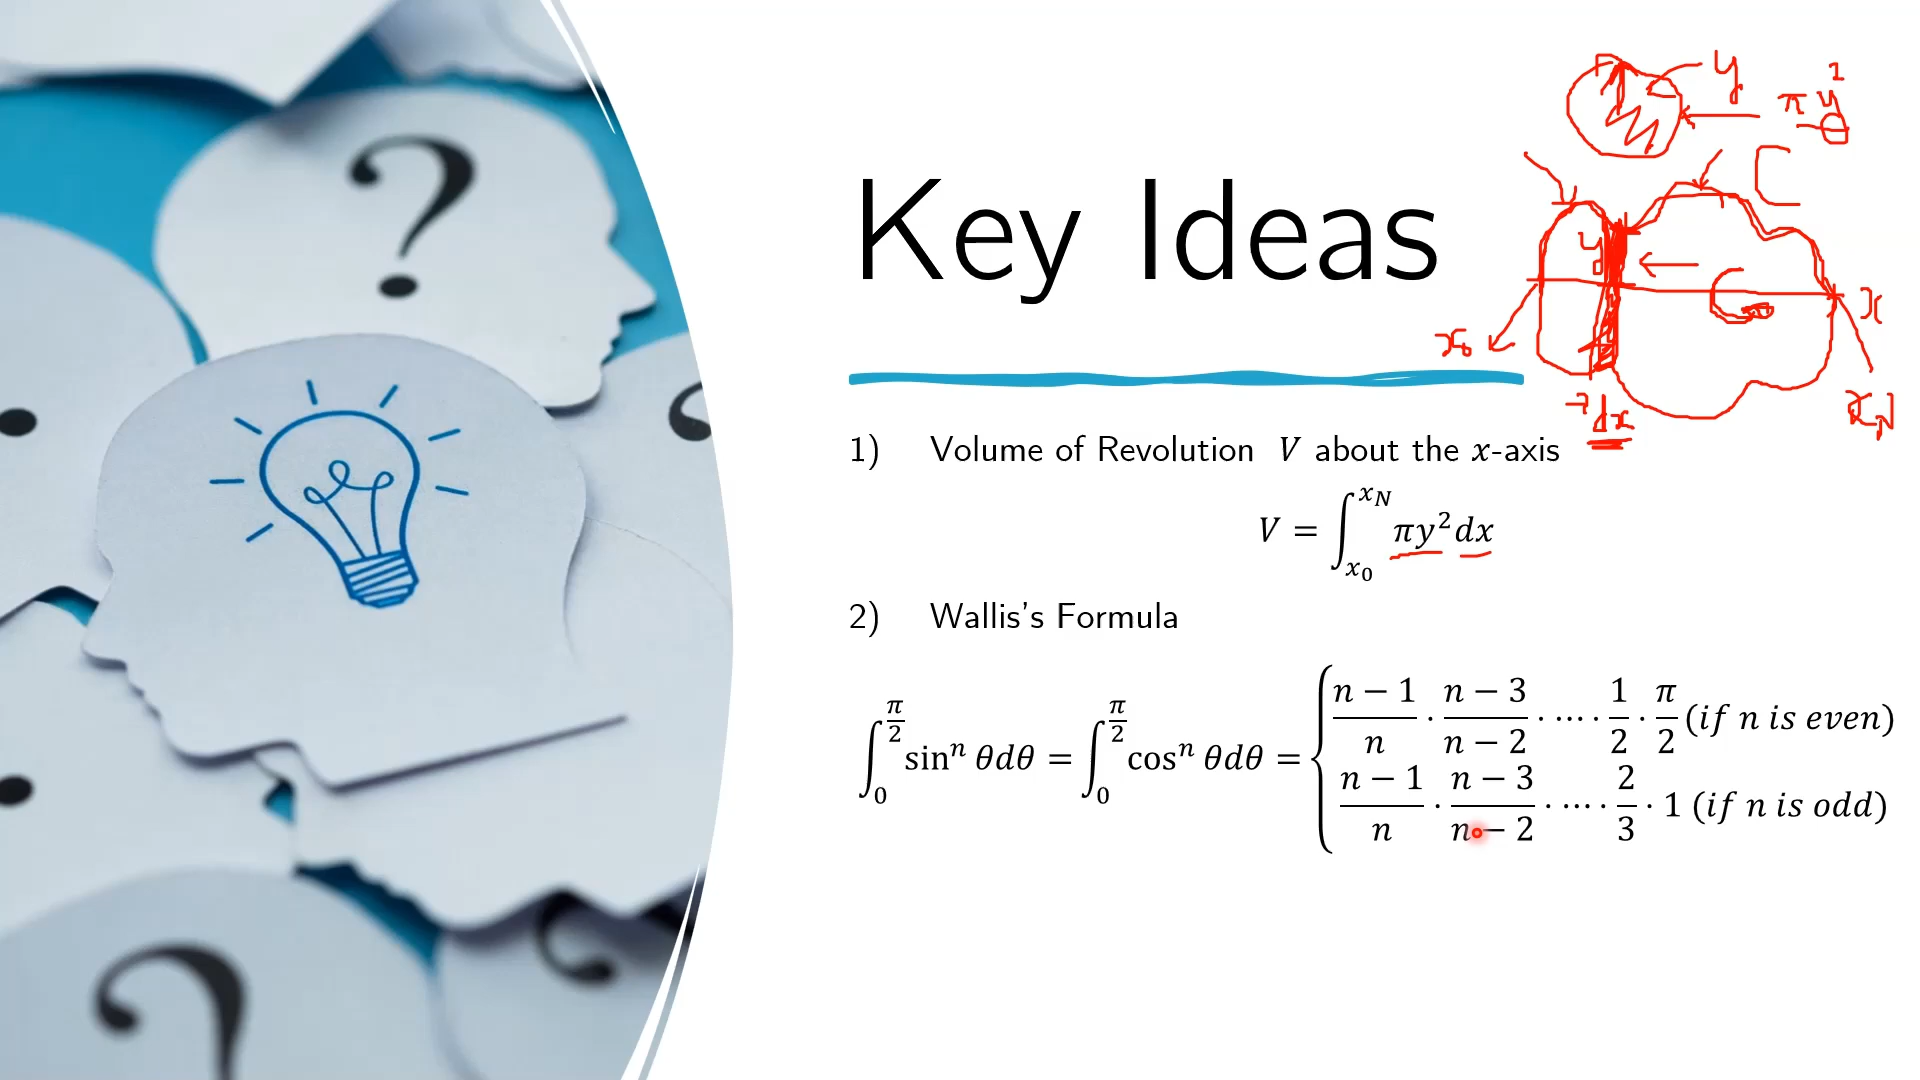 Key Ideas
y
π y²
C
y
x
x₀
x_N
dx
1) Volume of Revolution V about the x-axis
V = ∫_{x₀}^{x_N} πy²dx
2) Wallis's Formula
∫_0^{π/2} sinⁿ θdθ = ∫_0^{π/2} cosⁿ θdθ = { (n − 1)/n · (n − 3)/(n − 2) · ⋯ · 1/2 · π/2 (if n is even)
(n − 1)/n · (n − 3)/(n − 2) · ⋯ · 2/3 · 1 (if n is odd)
?
?